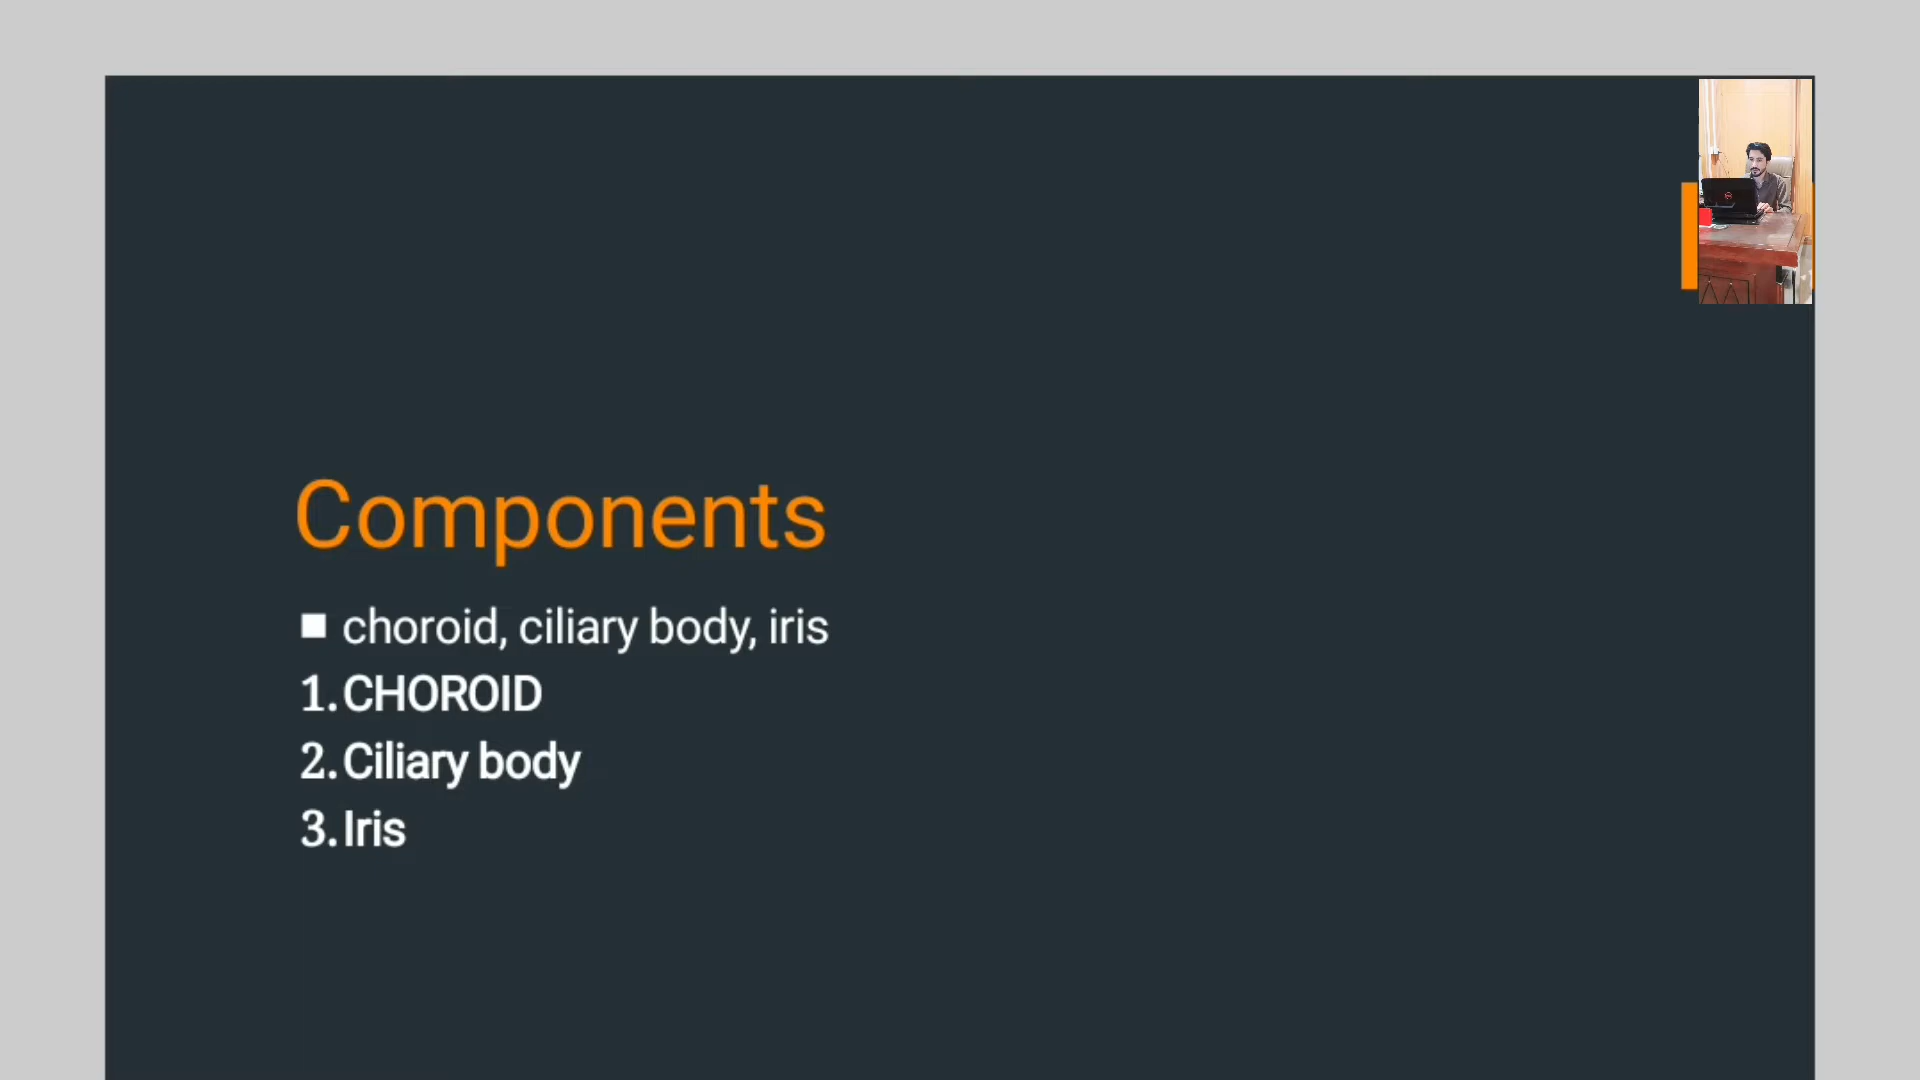 Components
■ choroid, ciliary body, iris
1. CHOROID
2. Ciliary body
3. Iris